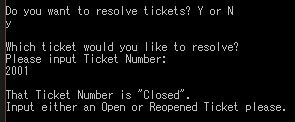 Do you want to resolve tickets? Y or N
y
Which ticket would you like to resolve?
Please input Ticket Number:
2001
That Ticket Number is "Closed".
Input either an Open or Reopened Ticket please.